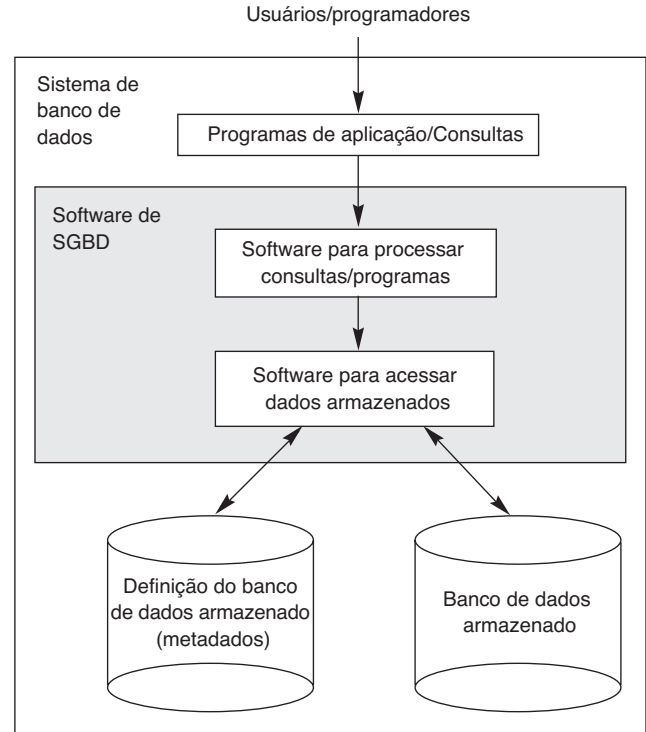 Usuários/programadores
Sistema de
banco de
dados
Programas de aplicação/Consultas
Software de
SGBD
Software para processar
consultas/programas
Software para acessar
dados armazenados
Definição do banco
de dados armazenado
(metadados)
Banco de dados
armazenado